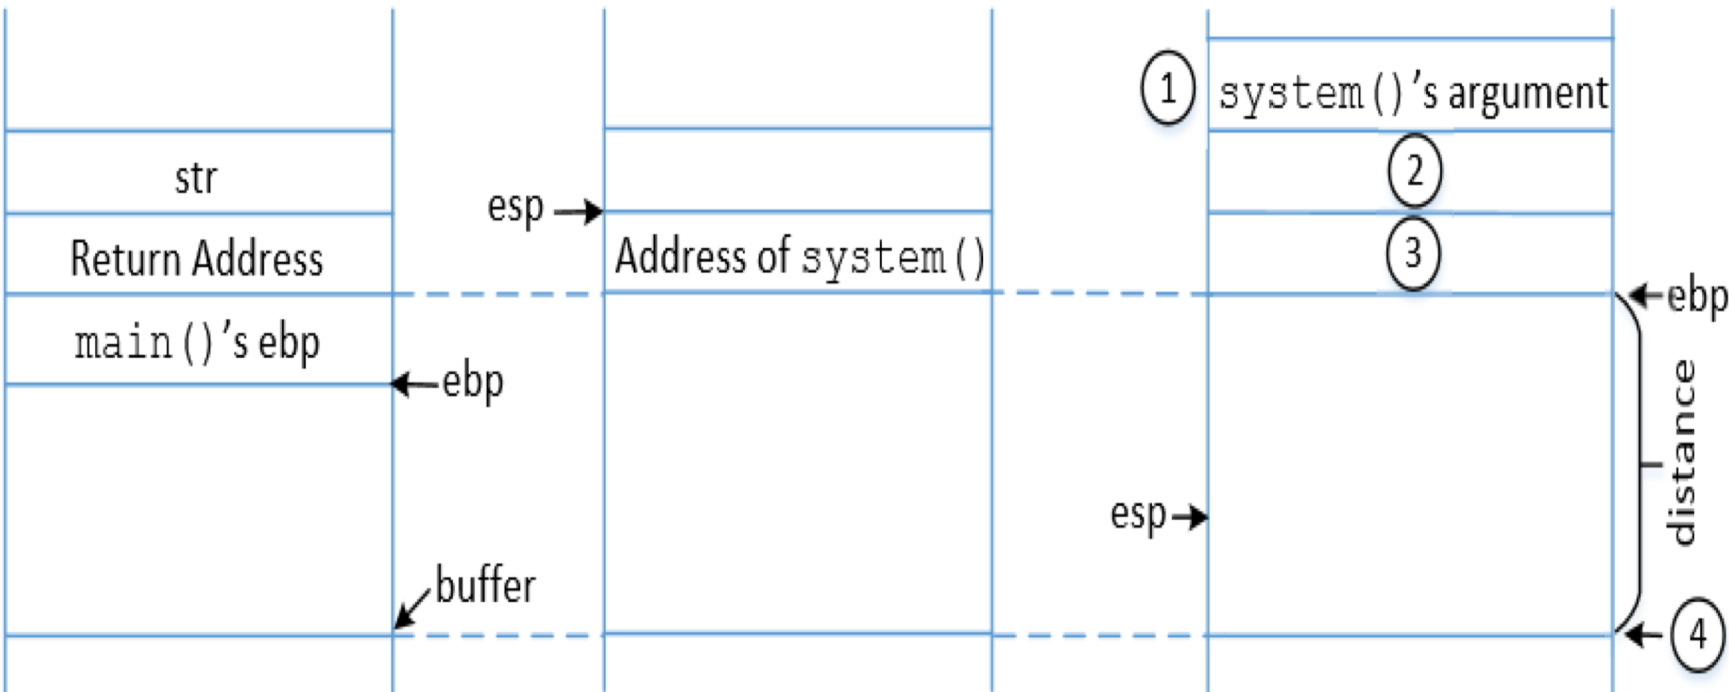 str
Return Address
main()'s ebp
ebp
buffer
esp
Address of system()
1
system()'s argument
2
3
ebp
esp
distance
4